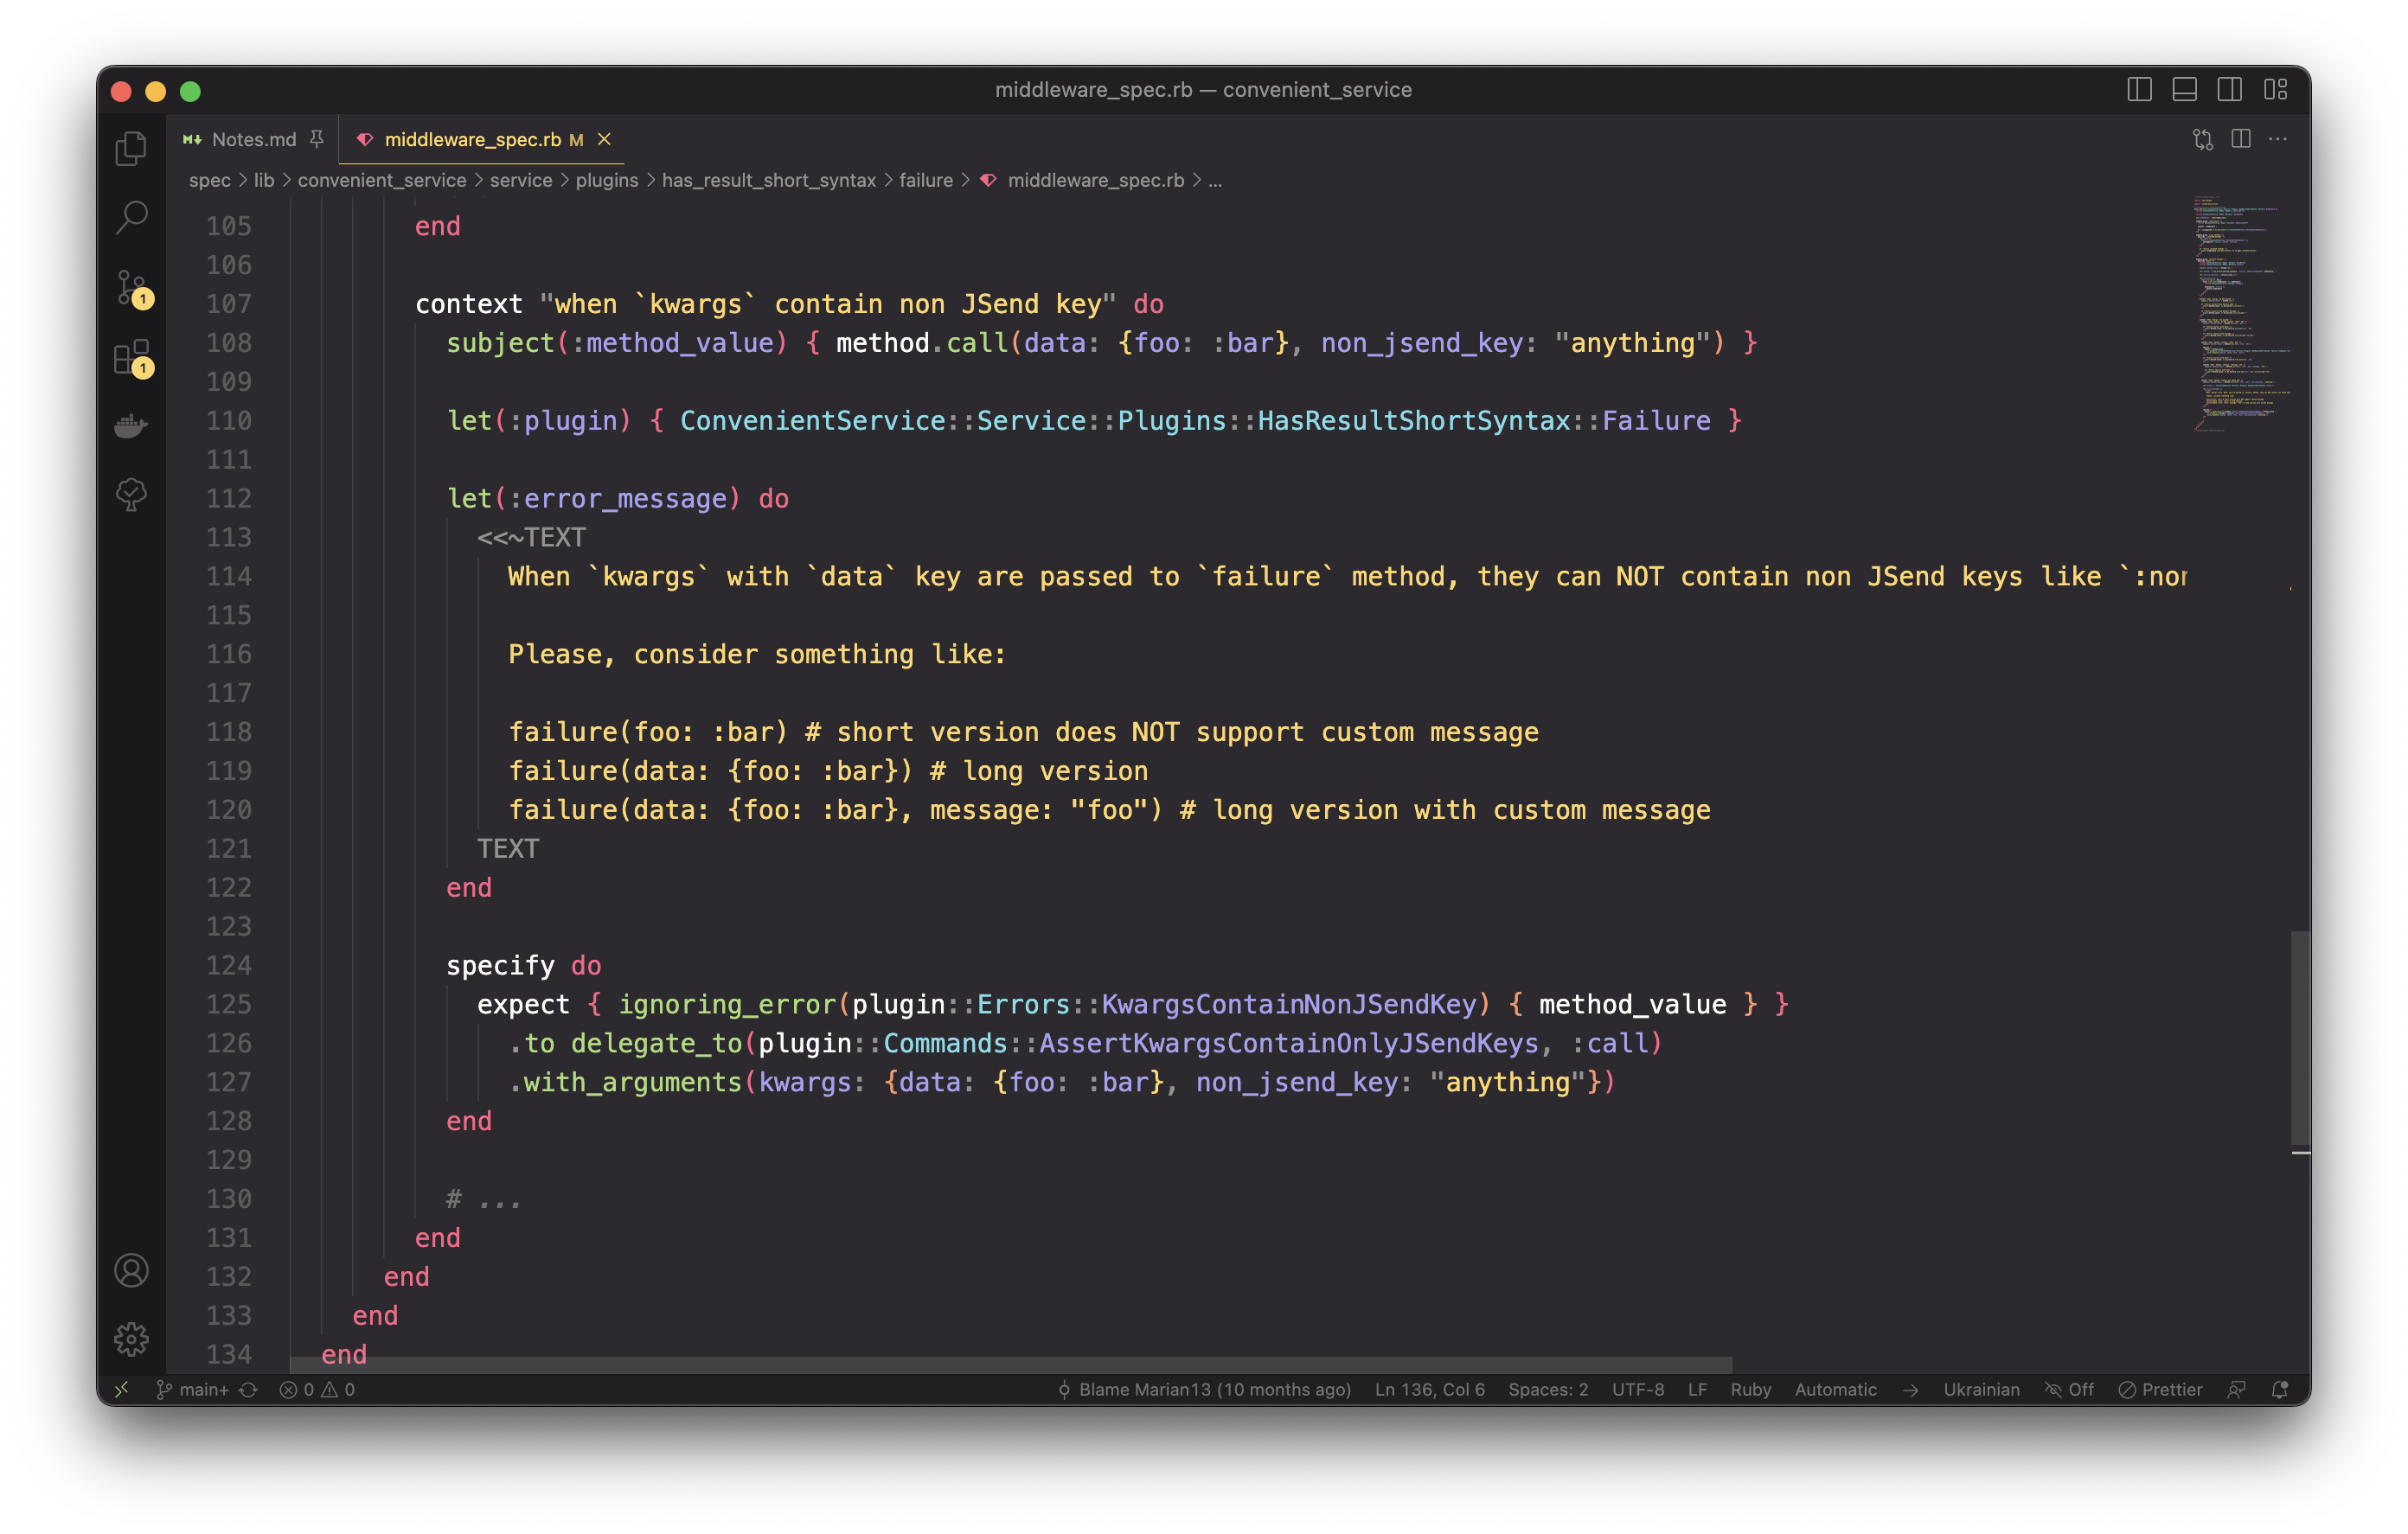 middleware_spec.rb — convenient_service
Notes.md
middleware_spec.rb M
spec > lib > convenient_service > service > plugins > has_result_short_syntax > failure > middleware_spec.rb > ...
105 end
106
107 context "when `kwargs` contain non JSend key" do
108 subject(:method_value) { method.call(data: {foo: :bar}, non_jsend_key: "anything") }
109
110 let(:plugin) { ConvenientService::Service::Plugins::HasResultShortSyntax::Failure }
111
112 let(:error_message) do
113 <<~TEXT
114 When `kwargs` with `data` key are passed to `failure` method, they can NOT contain non JSend keys like `:non
115
116 Please, consider something like:
117
118 failure(foo: :bar) # short version does NOT support custom message
119 failure(data: {foo: :bar}) # long version
120 failure(data: {foo: :bar}, message: "foo") # long version with custom message
121 TEXT
122 end
123
124 specify do
125 expect { ignoring_error(plugin::Errors::KwargsContainNonJSendKey) { method_value } }
126 .to delegate_to(plugin::Commands::AssertKwargsContainOnlyJSendKeys, :call)
127 .with_arguments(kwargs: {data: {foo: :bar}, non_jsend_key: "anything"})
128 end
129
130 # ...
131 end
132 end
133 end
134 end
1
1
main+ 0 0 Blame Marian13 (10 months ago) Ln 136, Col 6 Spaces: 2 UTF-8 LF Ruby Automatic Ukrainian Off Prettier